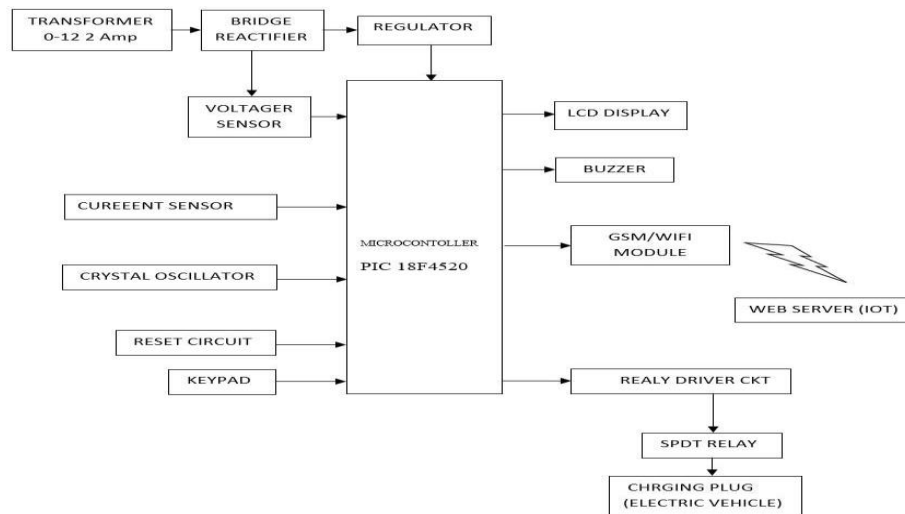 TRANSFORMER
0-12 2 Amp
BRIDGE
REACTIFIER
REGULATOR
VOLTAGER
SENSOR
LCD DISPLAY
BUZZER
CUREEENT SENSOR
MICROCONTOLLER
PIC 18F4520
GSM/WIFI
MODULE
CRYSTAL OSCILLATOR
WEB SERVER (IOT)
RESET CIRCUIT
KEYPAD
REALY DRIVER CKT
SPDT RELAY
CHRGING PLUG
(ELECTRIC VEHICLE)